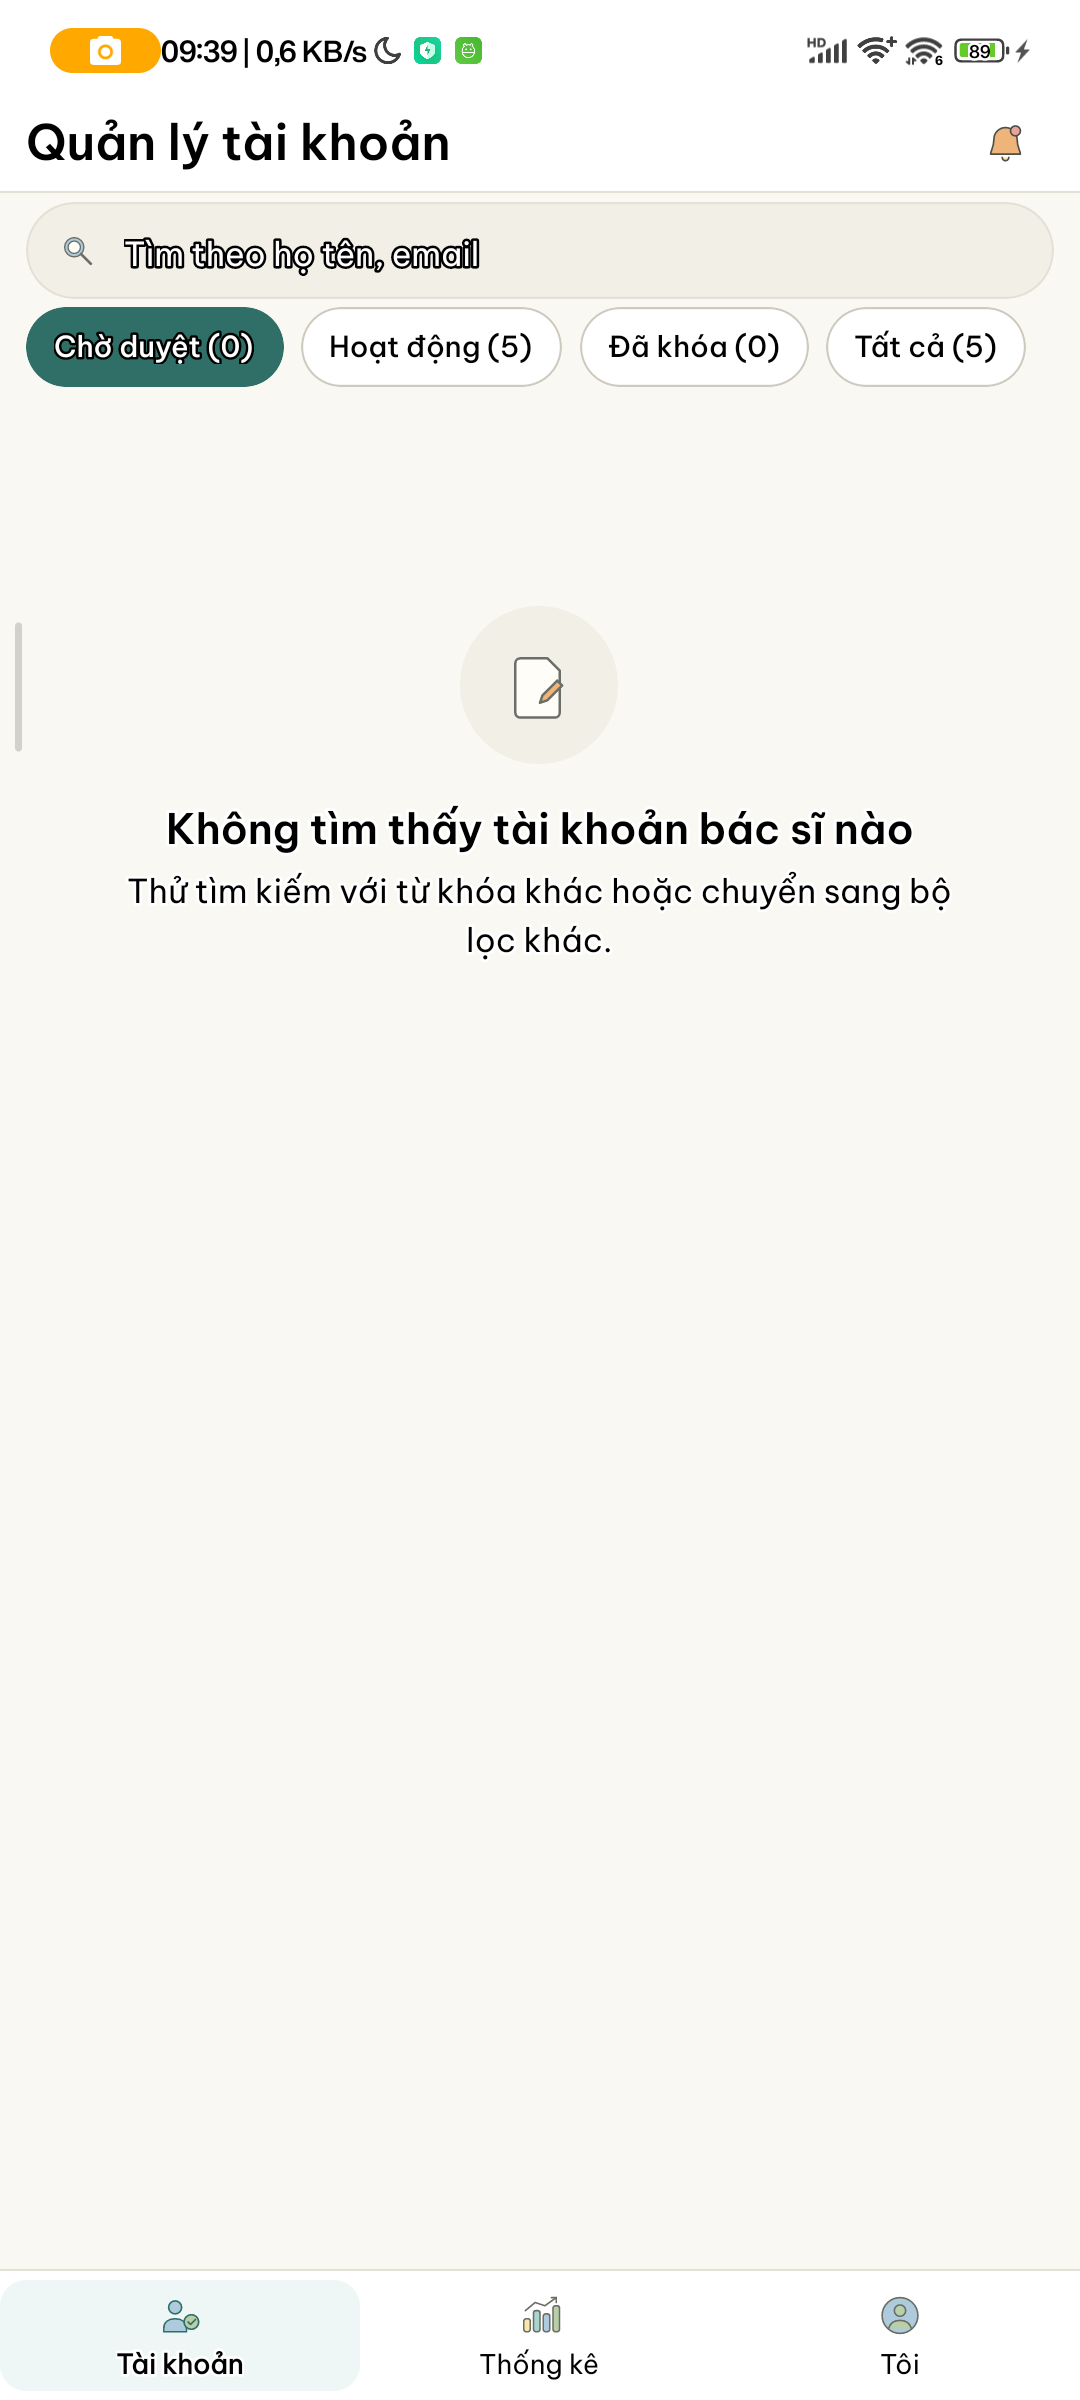 09:39 | 0,6 KB/s HD 6 89
Quản lý tài khoản
Tìm theo họ tên, email
Chờ duyệt (0) Hoạt động (5) Đã khóa (0) Tất cả (5)
Không tìm thấy tài khoản bác sĩ nào
Thử tìm kiếm với từ khóa khác hoặc chuyển sang bộ
lọc khác.
Tài khoản Thống kê Tôi